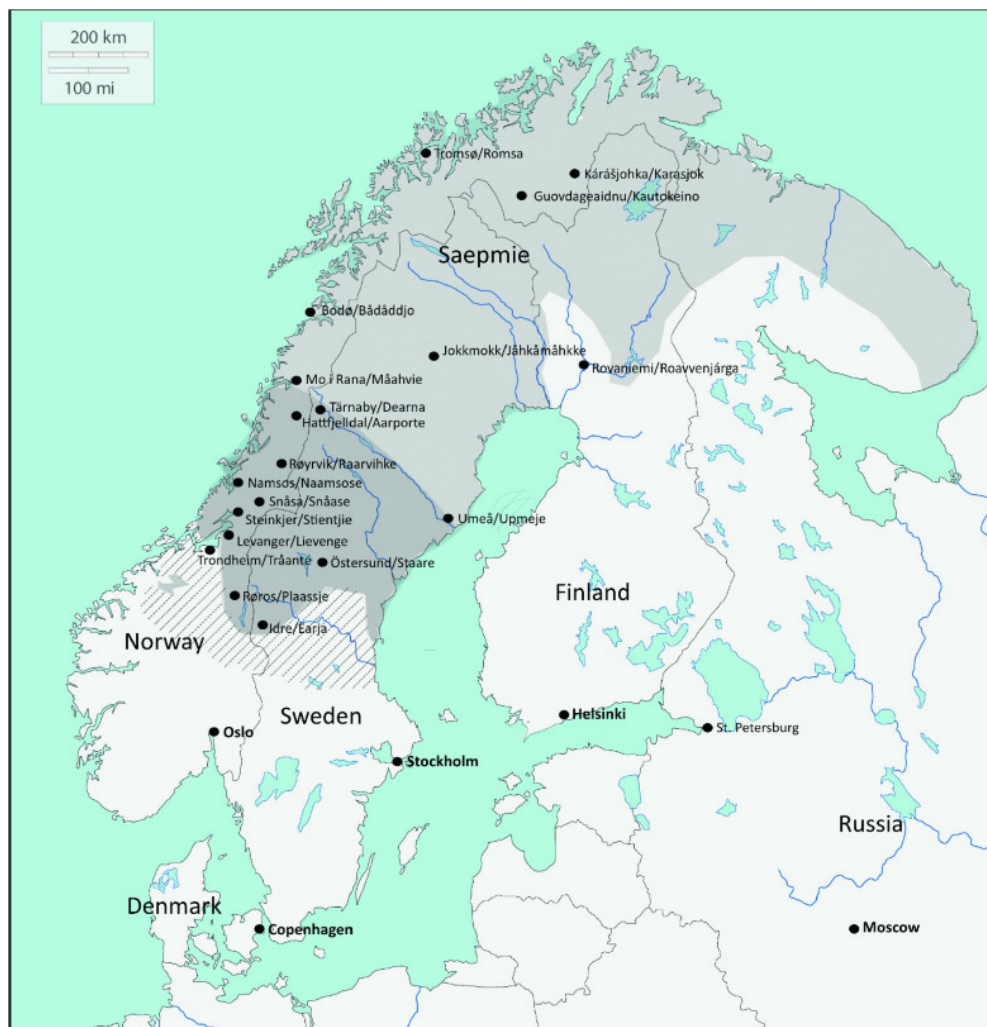 200 km
100 mi
Tromsø/Romsa
Kárášjohka/Karasjok
Guovdageaidnu/Kautokeino
Saepmie
Bodø/Bådåddjo
Jokkmokk/Jåhkåmåhkke
Rovaniemi/Roavvenjárga
Mo i Rana/Måahvie
Tärnaby/Dearna
Hattfjelldal/Aarporte
Røyrvik/Raarvihke
Namsos/Naamsose
Snåsa/Snåase
Steinkjer/Stientjie
Umeå/Upmeje
Levanger/Lievenge
Trondheim/Tråante
Östersund/Staare
Røros/Plaassje
Finland
Idre/Earja
Norway
Sweden
Helsinki
Oslo
St. Petersburg
Stockholm
Russia
Denmark
Copenhagen
Moscow